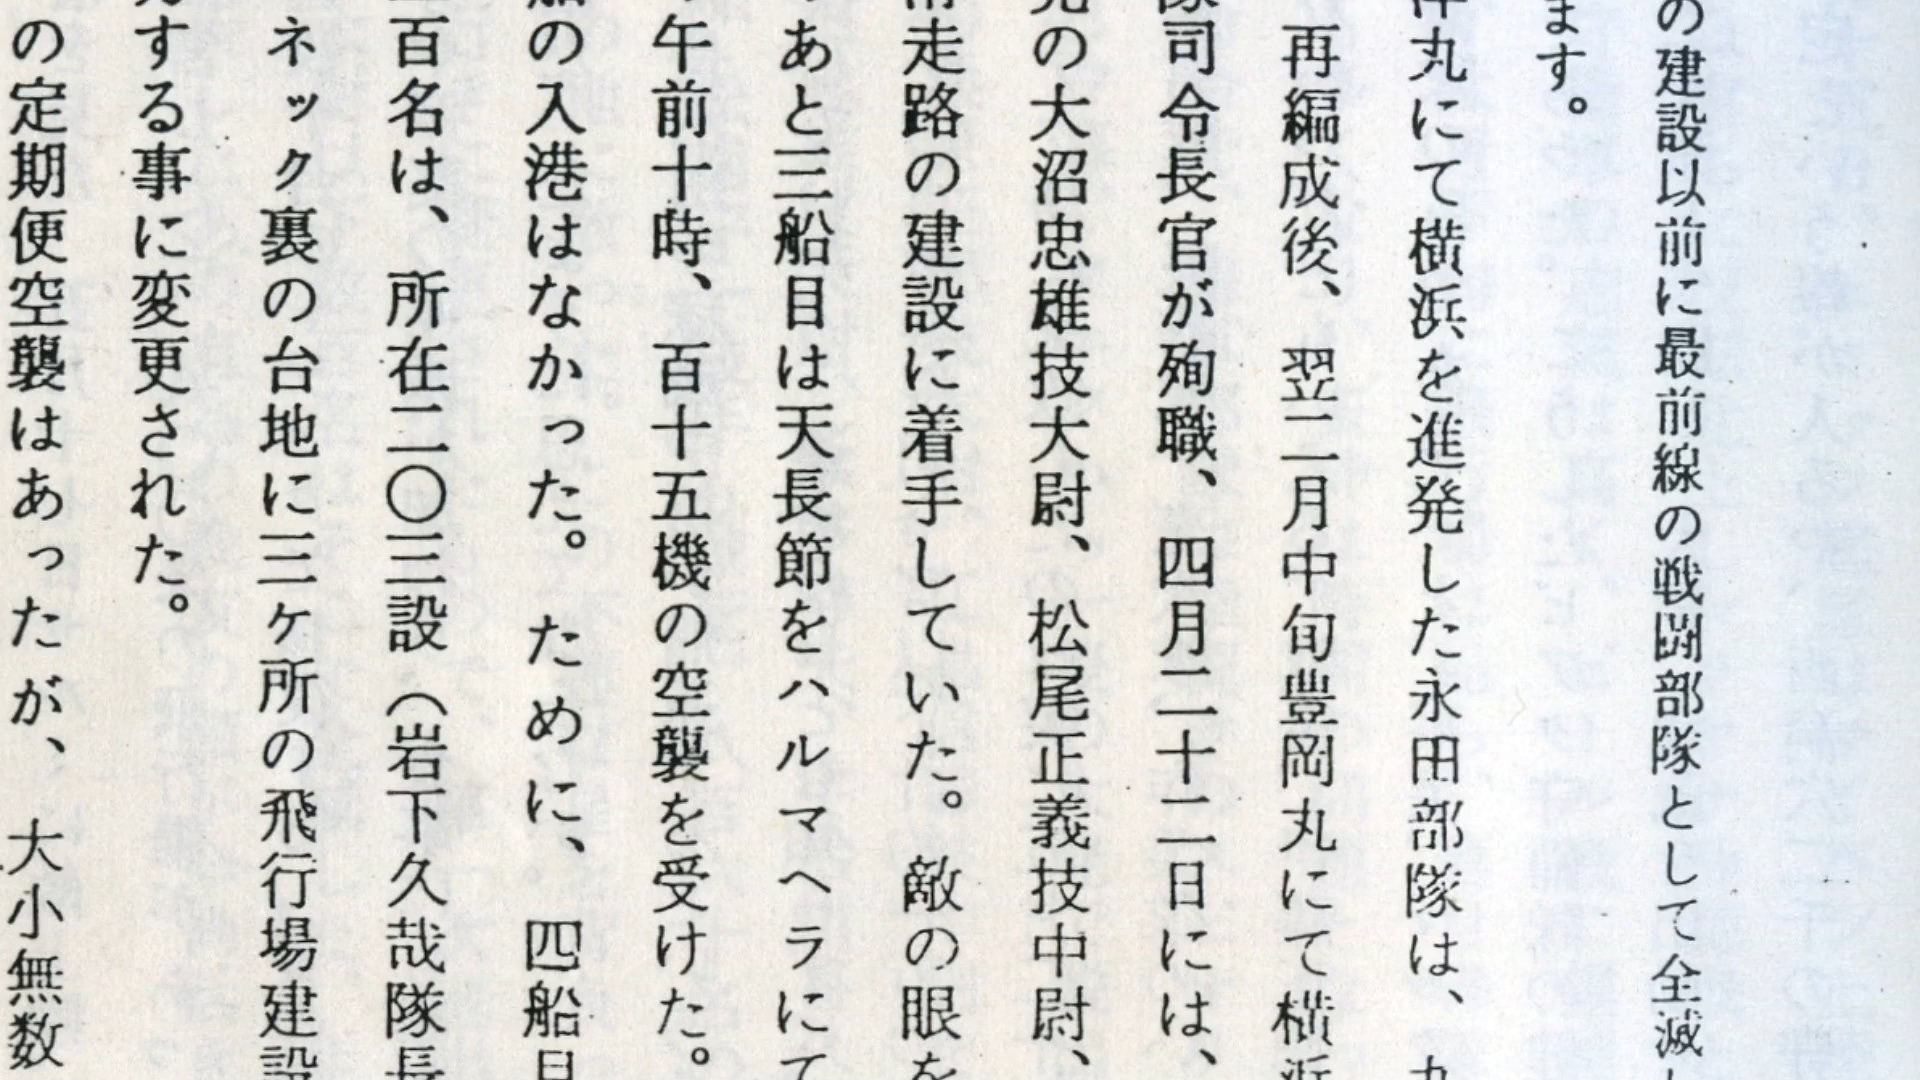 の建設以前に最前線の戦闘部隊として全滅し
ます。
洋丸にて横浜を進発した永田部隊は、九
再編成後、翌二月中旬豊岡丸にて横浜
隊司令長官が殉職、四月二十二日には、
の大沼忠雄技大尉、松尾正義技中尉、
滑走路の建設に着手していた。敵の眼を
あと三船目は天長節をハルマヘラにて
午前十時、百十五機の空襲を受けた。
船の入港はなかった。ために、四船目
百名は、所在二〇三設（岩下久哉隊長
ネック裏の台地に三ヶ所の飛行場建設
する事に変更された。
の定期便空襲はあったが、大小無数